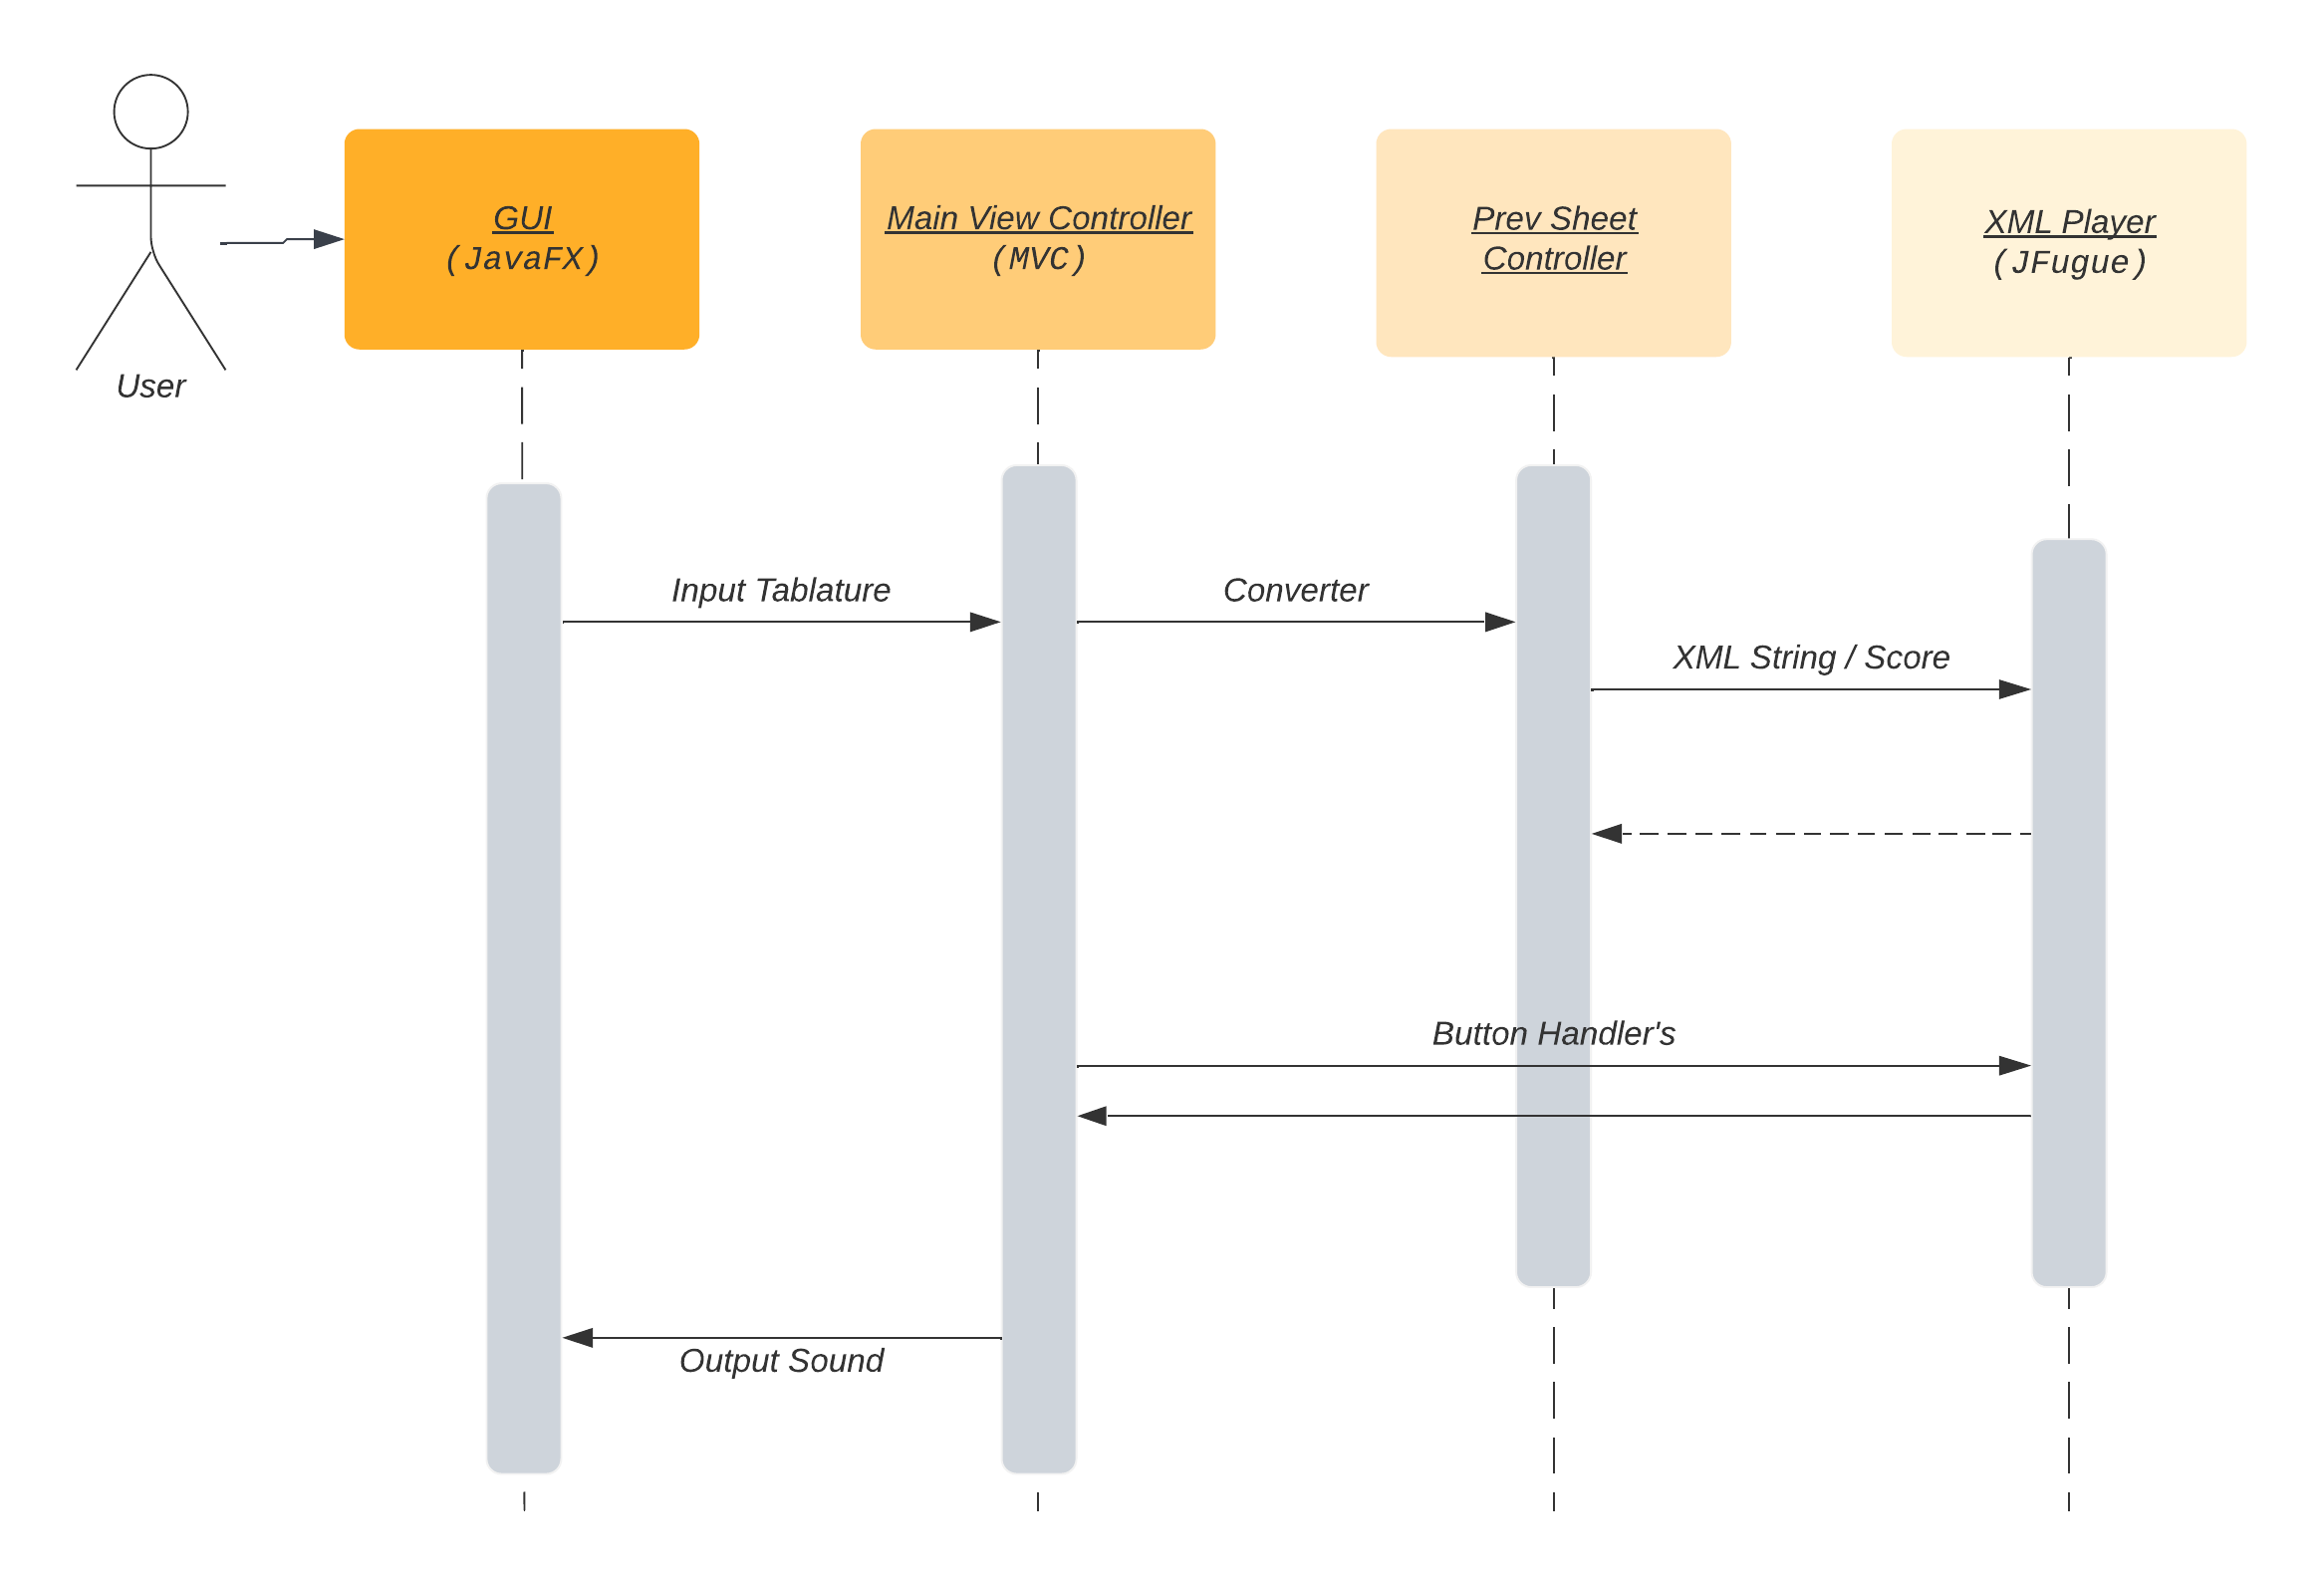 User
GUI
(JavaFX)
Main View Controller
(MVC)
Prev Sheet
Controller
XML Player
(JFugue)
Input Tablature
Converter
XML String / Score
Button Handler's
Output Sound